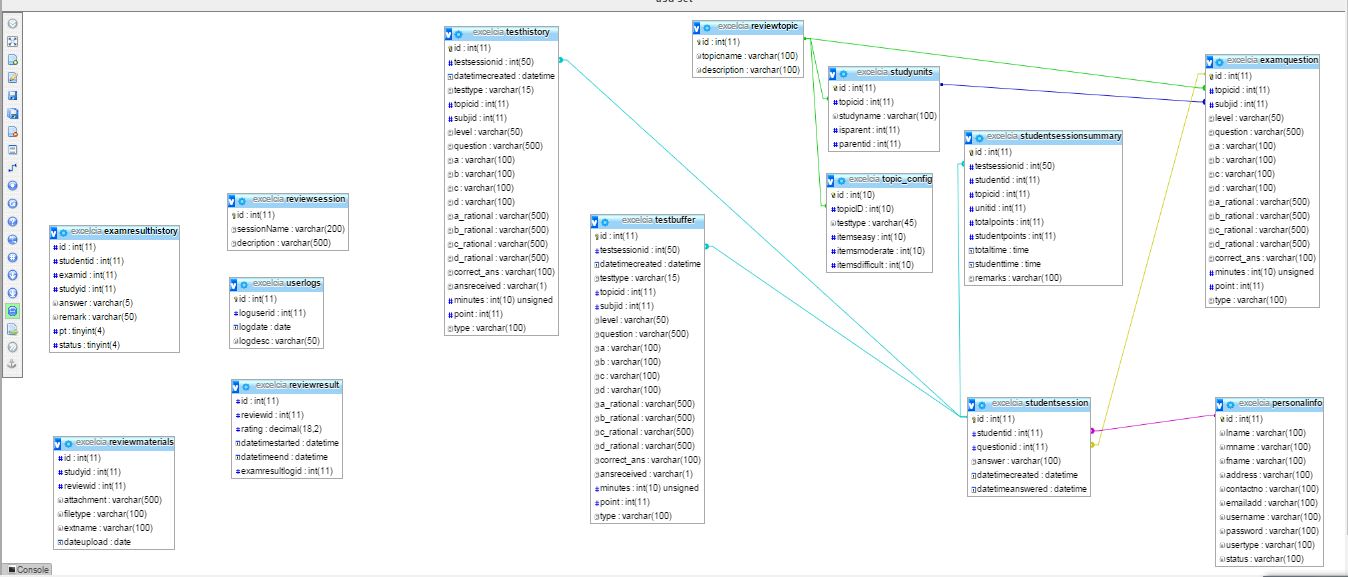 excelcia testhistory
id : int(11)
testsessionid : int(50)
datetimecreated : datetime
testtype : varchar(15)
topicid : int(11)
subjid : int(11)
level : varchar(50)
question : varchar(500)
a : varchar(100)
b : varchar(100)
c : varchar(100)
d : varchar(100)
a_rational : varchar(500)
b_rational : varchar(500)
c_rational : varchar(500)
d_rational : varchar(500)
correct_ans : varchar(100)
ansreceived : varchar(1)
minutes : int(10) unsigned
point : int(11)
type : varchar(100)
excelcia reviewtopic
id : int(11)
topicname : varchar(100)
description : varchar(100)
excelcia studyunits
id : int(11)
topicid : int(11)
studyname : varchar(100)
isparent : int(11)
parentid : int(11)
excelcia examquestion
id : int(11)
topicid : int(11)
subjid : int(11)
level : varchar(50)
question : varchar(500)
a : varchar(100)
b : varchar(100)
c : varchar(100)
d : varchar(100)
a_rational : varchar(500)
b_rational : varchar(500)
c_rational : varchar(500)
d_rational : varchar(500)
correct_ans : varchar(100)
minutes : int(10) unsigned
point : int(11)
type : varchar(100)
excelcia studentsessionsummary
id : int(11)
testsessionid : int(50)
studentid : int(11)
topicid : int(11)
unitid : int(11)
totalpoints : int(11)
studentpoints : int(11)
totaltime : time
studenttime : time
remarks : varchar(100)
excelcia topic_config
id : int(10)
topicID : int(10)
testtype : varchar(45)
itemseasy : int(10)
itemsmoderate : int(10)
itemsdifficult : int(10)
excelcia reviewsession
id : int(11)
sessionName : varchar(200)
decription : varchar(500)
excelcia testbuffer
id : int(11)
testsessionid : int(50)
datetimecreated : datetime
testtype : varchar(15)
topicid : int(11)
subjid : int(11)
level : varchar(50)
question : varchar(500)
a : varchar(100)
b : varchar(100)
c : varchar(100)
d : varchar(100)
a_rational : varchar(500)
b_rational : varchar(500)
c_rational : varchar(500)
d_rational : varchar(500)
correct_ans : varchar(100)
ansreceived : varchar(1)
minutes : int(10) unsigned
point : int(11)
type : varchar(100)
excelcia examresulthistory
id : int(11)
studentid : int(11)
examid : int(11)
studyid : int(11)
answer : varchar(5)
remark : varchar(50)
pt : tinyint(4)
status : tinyint(4)
excelcia userlogs
id : int(11)
loguserid : int(11)
logdate : date
logdesc : varchar(50)
excelcia reviewresult
id : int(11)
reviewid : int(11)
rating : decimal(18,2)
datetimestarted : datetime
datetimeend : datetime
examresultlogid : int(11)
excelcia studentsession
id : int(11)
studentid : int(11)
questionid : int(11)
answer : varchar(100)
datetimecreated : datetime
datetimeanswered : datetime
excelcia personalinfo
id : int(11)
lname : varchar(100)
mname : varchar(100)
fname : varchar(100)
address : varchar(100)
contactno : varchar(100)
emailadd : varchar(100)
username : varchar(100)
password : varchar(100)
usertype : varchar(100)
status : varchar(100)
excelcia reviewmaterials
id : int(11)
studyid : int(11)
reviewid : int(11)
attachment : varchar(500)
filetype : varchar(100)
extname : varchar(100)
dateupload : date
Console